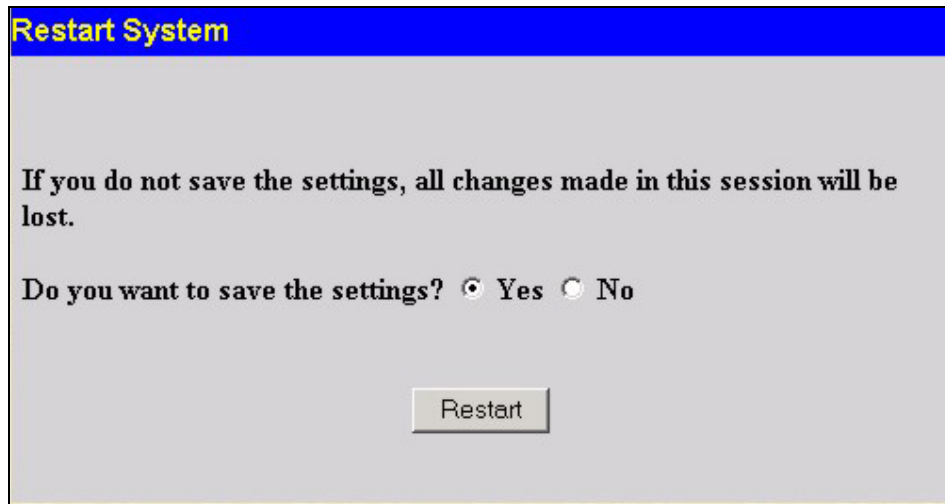 Restart System
If you do not save the settings, all changes made in this session will be
lost.
Do you want to save the settings? Yes No
Restart